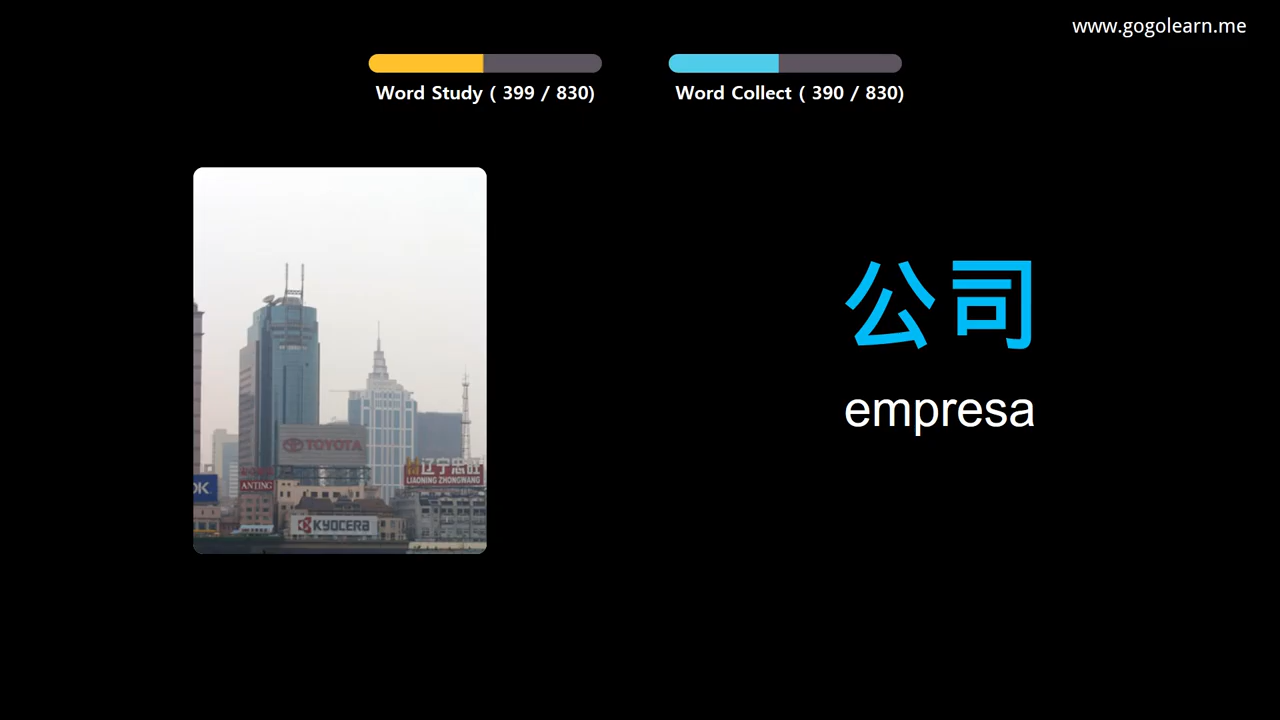 www.gogolearn.me
Word Study ( 399 / 830)
Word Collect ( 390 / 830)
公司
empresa
TOYOTA
辽宁忠旺
LIAONING ZHONGWANG
ANTING
OK.
KYOCERA